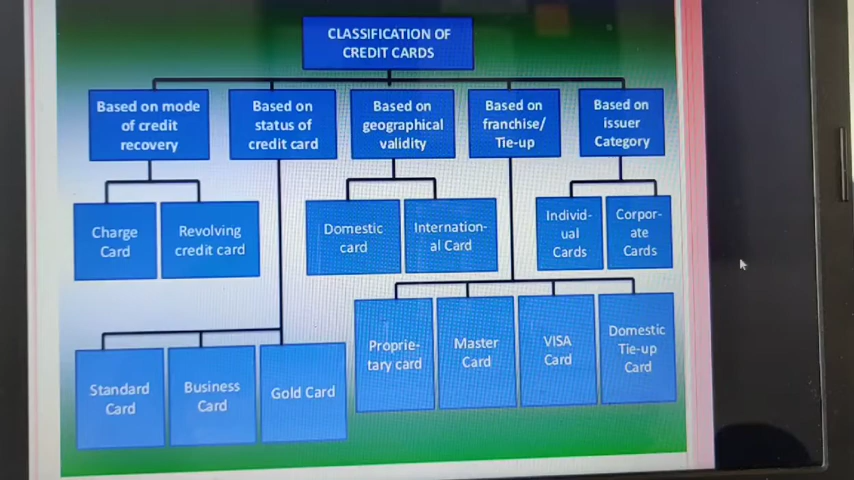 CLASSIFICATION OF
CREDIT CARDS
Based on mode
of credit
recovery
Based on
status of
credit card
Based on
geographical
validity
Based on
franchise/
Tie-up
Based on
issuer
Category
Charge
Card
Revolving
credit card
Domestic
card
Internation-
al Card
Individ-
ual
Cards
Corpor-
ate
Cards
Standard
Card
Business
Card
Gold Card
Proprie-
tary card
Master
Card
VISA
Card
Domestic
Tie-up
Card